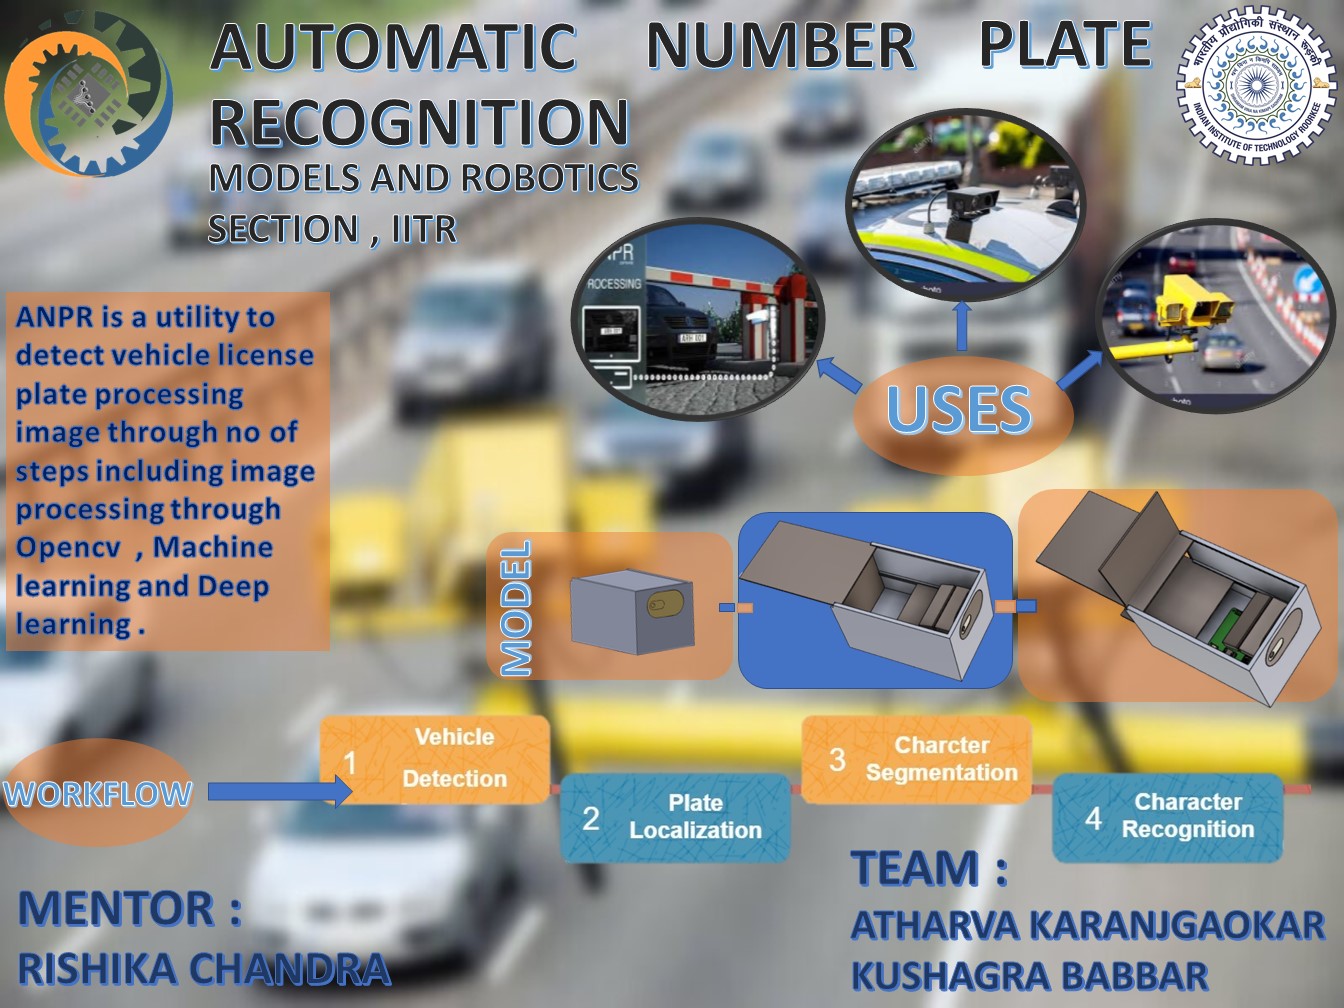 AUTOMATIC NUMBER PLATE
RECOGNITION
MODELS AND ROBOTICS
SECTION , IITR
भारतीय प्रौद्योगिकी संस्थान रूड़की
INDIAN INSTITUTE OF TECHNOLOGY ROORKEE
ANPR is a utility to
detect vehicle license
plate processing
image through no of
steps including image
processing through
Opencv , Machine
learning and Deep
learning .
ROCESSING
USES
MODEL
WORKFLOW
1 Vehicle
Detection
2 Plate
Localization
3 Charcter
Segmentation
4 Character
Recognition
MENTOR :
RISHIKA CHANDRA
TEAM :
ATHARVA KARANJGAOKAR
KUSHAGRA BABBAR